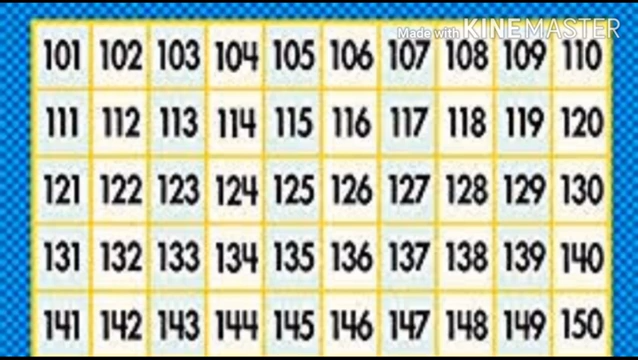 Made with KINEMASTER
101 102 103 104 105 106 107 108 109 110
111 112 113 114 115 116 117 118 119 120
121 122 123 124 125 126 127 128 129 130
131 132 133 134 135 136 137 138 139 140
141 142 143 144 145 146 147 148 149 150